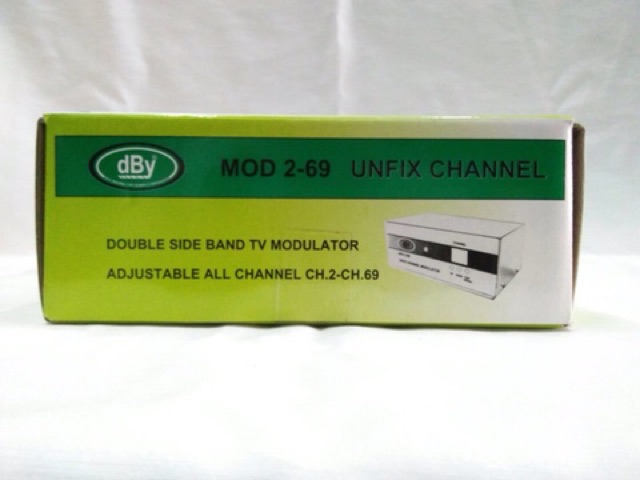 dBy
MOD 2-69 UNFIX CHANNEL
DOUBLE SIDE BAND TV MODULATOR
ADJUSTABLE ALL CHANNEL CH.2-CH.69